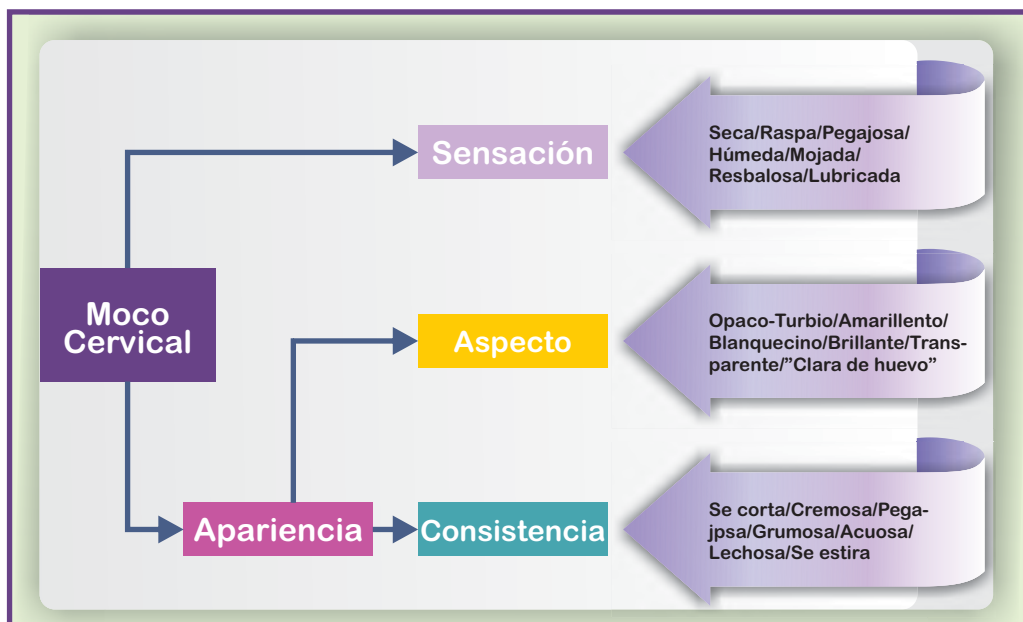 Sensación
Seca/Raspa/Pegajosa/
Húmeda/Mojada/
Resbalosa/Lubricada
Moco
Cervical
Aspecto
Opaco-Turbio/Amarillento/
Blanquecino/Brillante/Trans-
parente/”Clara de huevo”
Apariencia
Consistencia
Se corta/Cremosa/Pega-
jpsa/Grumosa/Acuosa/
Lechosa/Se estira